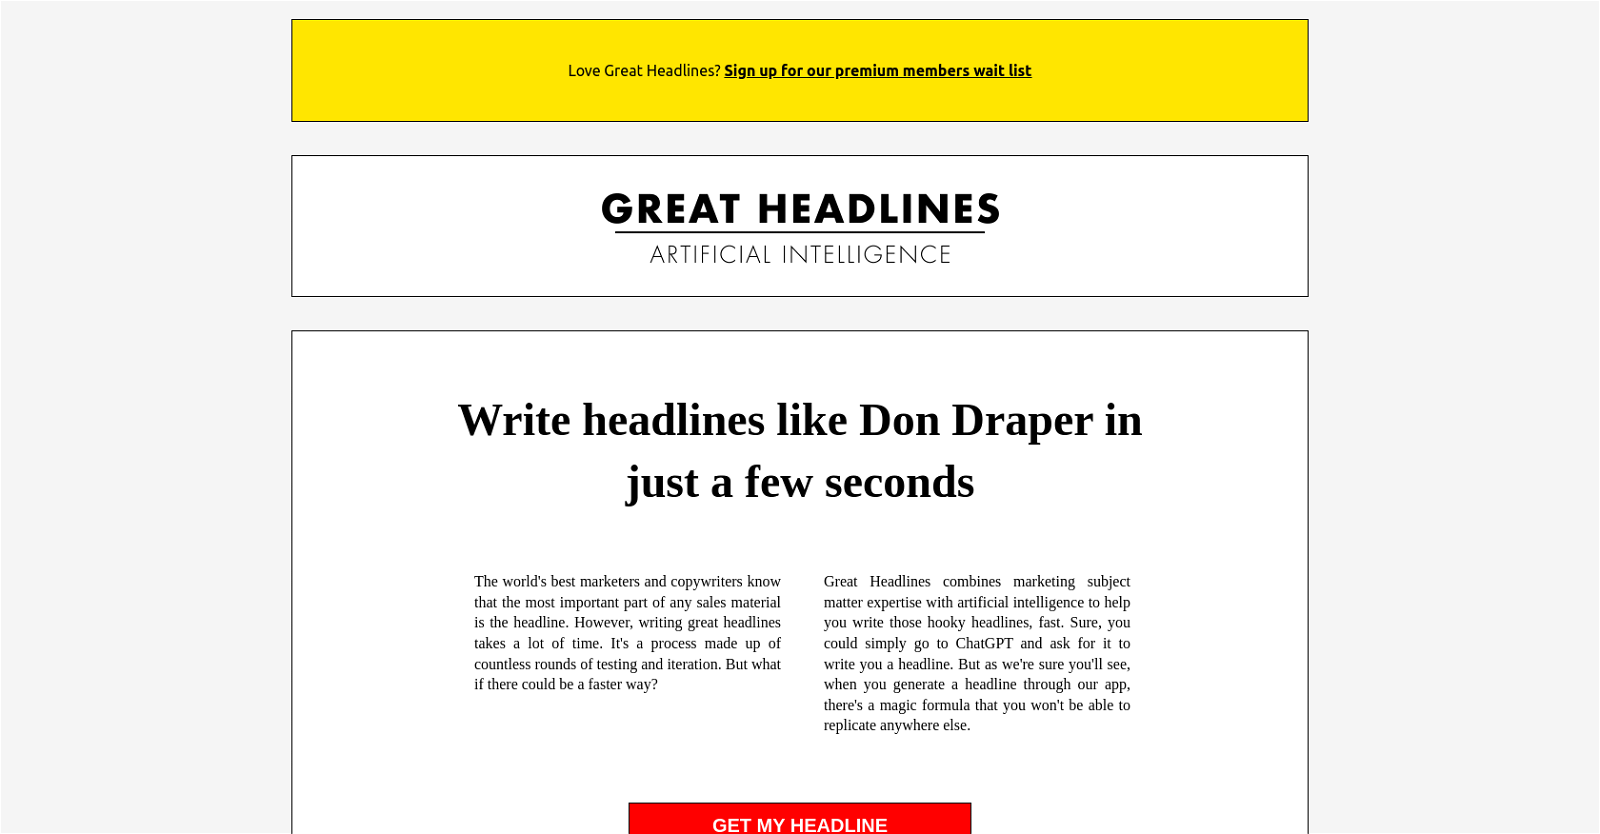 Love Great Headlines? Sign up for our premium members wait list
GREAT HEADLINES
ARTIFICIAL INTELLIGENCE
Write headlines like Don Draper in
just a few seconds
The world's best marketers and copywriters know
that the most important part of any sales material
is the headline. However, writing great headlines
takes a lot of time. It's a process made up of
countless rounds of testing and iteration. But what
if there could be a faster way?
Great Headlines combines marketing subject
matter expertise with artificial intelligence to help
you write those hooky headlines, fast. Sure, you
could simply go to ChatGPT and ask for it to
write you a headline. But as we're sure you'll see,
when you generate a headline through our app,
there's a magic formula that you won't be able to
replicate anywhere else.
GET MY HEADLINE